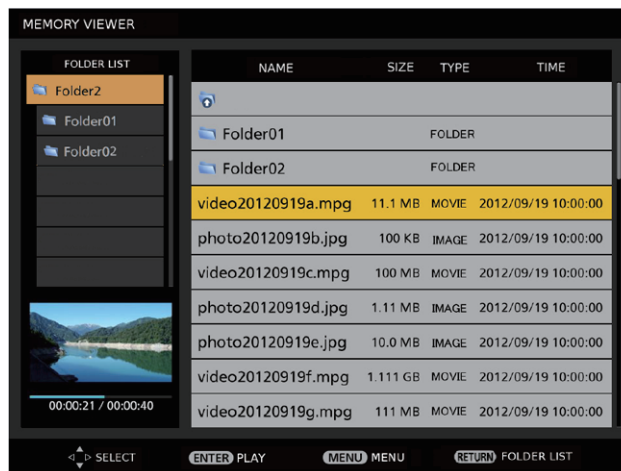 MEMORY VIEWER
FOLDER LIST
Folder2
Folder01
Folder02
00:00:21 / 00:00:40
NAME SIZE TYPE TIME
Folder01 FOLDER
Folder02 FOLDER
video20120919a.mpg 11.1 MB MOVIE 2012/09/19 10:00:00
photo20120919b.jpg 100 KB IMAGE 2012/09/19 10:00:00
video20120919c.mpg 100 MB MOVIE 2012/09/19 10:00:00
photo20120919d.jpg 1.11 MB IMAGE 2012/09/19 10:00:00
photo20120919e.jpg 10.0 MB IMAGE 2012/09/19 10:00:00
video20120919f.mpg 1.111 GB MOVIE 2012/09/19 10:00:00
video20120919g.mpg 111 MB MOVIE 2012/09/19 10:00:00
SELECT ENTER PLAY MENU MENU RETURN FOLDER LIST